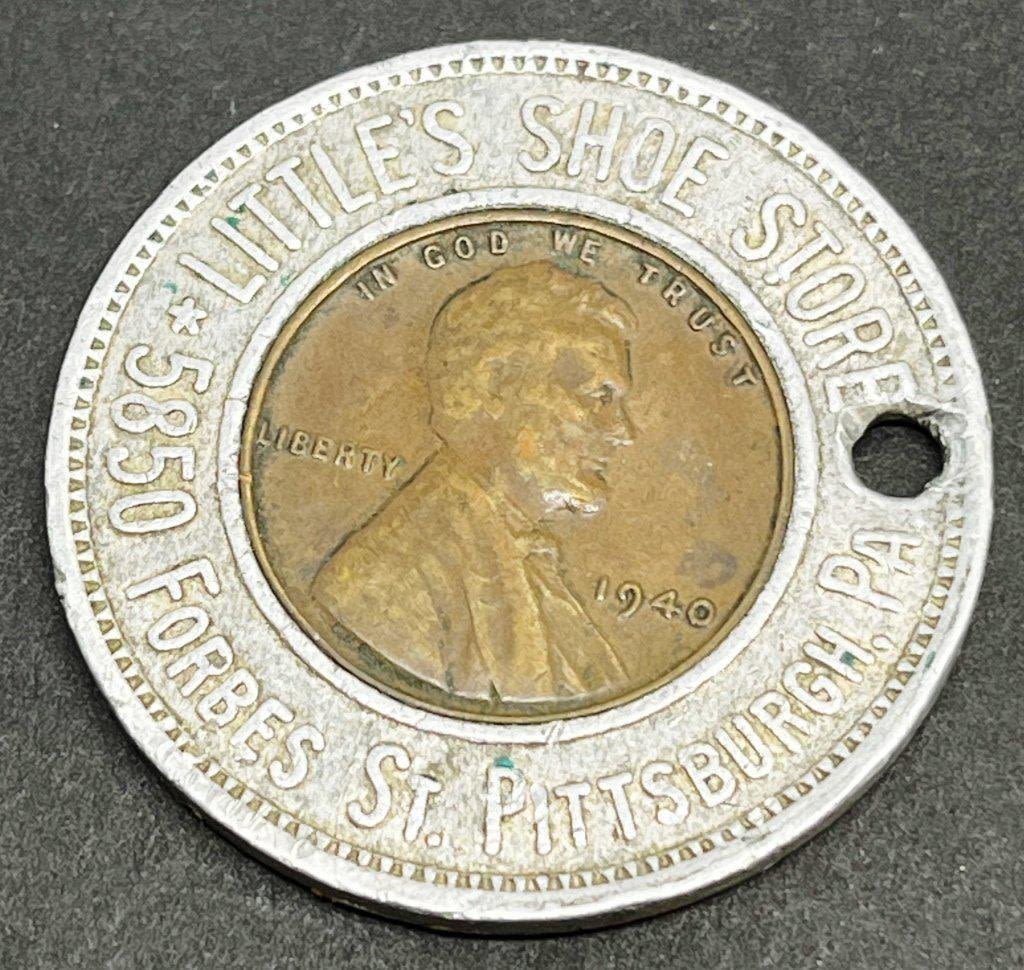 LITTLE'S SHOE STORE
5850 FORBES ST. PITTSBURGH, PA
IN GOD WE TRUST
LIBERTY
1940